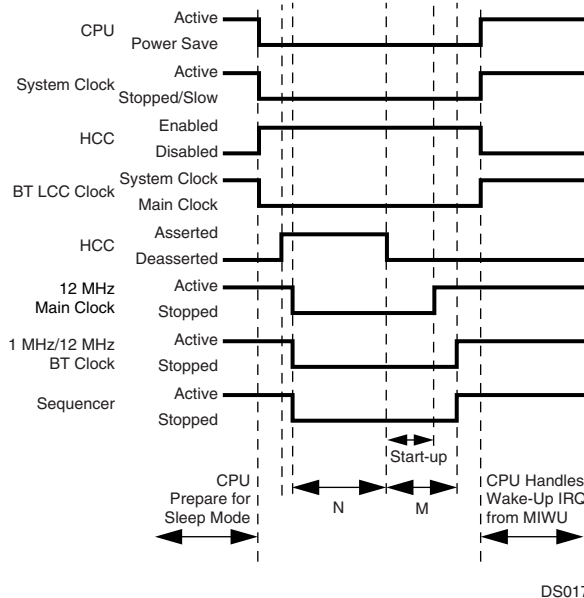 Active
CPU
Power Save
Active
System Clock
Stopped/Slow
Enabled
HCC
Disabled
System Clock
BT LCC Clock
Main Clock
Asserted
HCC
Deasserted
12 MHz
Main Clock
Active
Stopped
1 MHz/12 MHz
BT Clock
Active
Stopped
Active
Sequencer
Stopped
Start-up
N
M
CPU
Prepare for
Sleep Mode
CPU Handles
Wake-Up IRQ
from MIWU
DS017